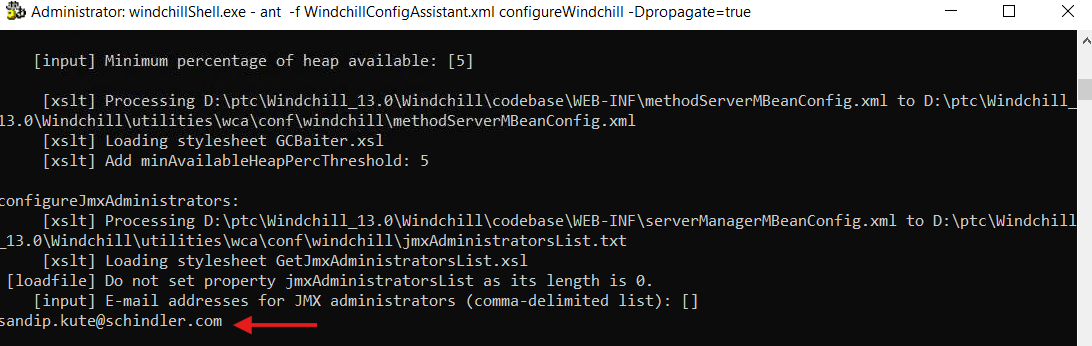 Administrator: windchillShell.exe - ant  -f WindchillConfigAssistant.xml configureWindchill -Dpropagate=true
[input] Minimum percentage of heap available: [5]
[xslt] Processing D:\ptc\Windchill_13.0\Windchill\codebase\WEB-INF\methodServerMBeanConfig.xml to D:\ptc\Windchill_
13.0\Windchill\utilities\wca\conf\windchill\methodServerMBeanConfig.xml
[xslt] Loading stylesheet GCBaiter.xsl
[xslt] Add minAvailableHeapPercThreshold: 5
configureJmxAdministrators:
[xslt] Processing D:\ptc\Windchill_13.0\Windchill\codebase\WEB-INF\serverManagerMBeanConfig.xml to D:\ptc\Windchill
_13.0\Windchill\utilities\wca\conf\windchill\jmxAdministratorsList.txt
[xslt] Loading stylesheet GetJmxAdministratorsList.xsl
[loadfile] Do not set property jmxAdministratorsList as its length is 0.
[input] E-mail addresses for JMX administrators (comma-delimited list): []
sandip.kute@schindler.com